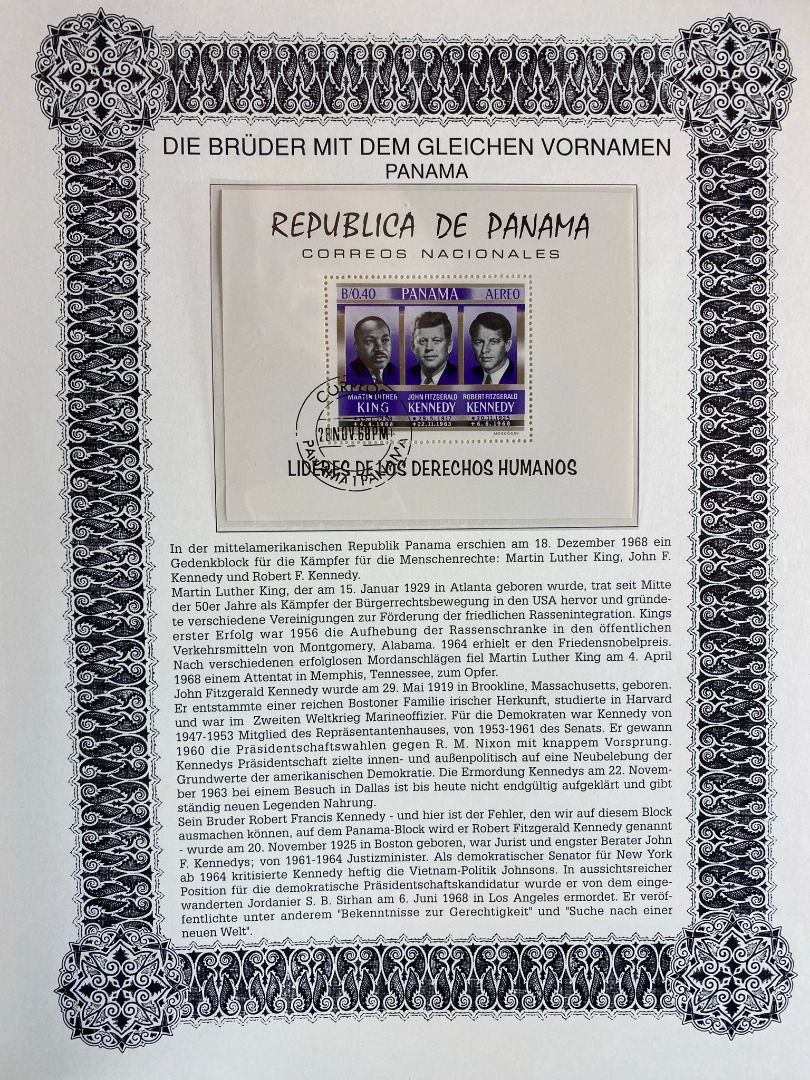 DIE BRÜDER MIT DEM GLEICHEN VORNAMEN
PANAMA
REPUBLICA DE PANAMA
CORREOS NACIONALES
B/0.40 PANAMA AEREO
MARTIN LUTHER KING
JOHN FITZGERALD KENNEDY
22.11.1963
ROBERT FITZGERALD KENNEDY
20.11.1925
6.6.1968
CORREOS
28 NOV. 68 PM
PANAMA PANAMA
LIDERES DE LOS DERECHOS HUMANOS
In der mittelamerikanischen Republik Panama erschien am 18. Dezember 1968 ein
Gedenkblock für die Kämpfer für die Menschenrechte: Martin Luther King, John F.
Kennedy und Robert F. Kennedy.
Martin Luther King, der am 15. Januar 1929 in Atlanta geboren wurde, trat seit Mitte
der 50er Jahre als Kämpfer der Bürgerrechtsbewegung in den USA hervor und gründe-
te verschiedene Vereinigungen zur Förderung der friedlichen Rassenintegration. Kings
erster Erfolg war 1956 die Aufhebung der Rassenschranke in den öffentlichen
Verkehrsmitteln von Montgomery, Alabama. 1964 erhielt er den Friedensnobelpreis.
Nach verschiedenen erfolglosen Mordanschlägen fiel Martin Luther King am 4. April
1968 einem Attentat in Memphis, Tennessee, zum Opfer.
John Fitzgerald Kennedy wurde am 29. Mai 1919 in Brookline, Massachusetts, geboren.
Er entstammte einer reichen Bostoner Familie irischer Herkunft, studierte in Harvard
und war im Zweiten Weltkrieg Marineoffizier. Für die Demokraten war Kennedy von
1947-1953 Mitglied des Repräsentantenhauses, von 1953-1961 des Senats. Er gewann
1960 die Präsidentschaftswahlen gegen R. M. Nixon mit knappem Vorsprung.
Kennedys Präsidentschaft zielte innen- und außenpolitisch auf eine Neubelebung der
Grundwerte der amerikanischen Demokratie. Die Ermordung Kennedys am 22. Novem-
ber 1963 bei einem Besuch in Dallas ist bis heute nicht endgültig aufgeklärt und gibt
ständig neuen Legenden Nahrung.
Sein Bruder Robert Francis Kennedy - und hier ist der Fehler, den wir auf diesem Block
ausmachen können, auf dem Panama-Block wird er Robert Fitzgerald Kennedy genannt
- wurde am 20. November 1925 in Boston geboren, war Jurist und engster Berater John
F. Kennedys; von 1961-1964 Justizminister. Als demokratischer Senator für New York
ab 1964 kritisierte Kennedy heftig die Vietnam-Politik Johnsons. In aussichtsreicher
Position für die demokratische Präsidentschaftskandidatur wurde er von dem einge-
wanderten Jordanier S. B. Sirhan am 6. Juni 1968 in Los Angeles ermordet. Er veröf-
fentlichte unter anderem "Bekenntnisse zur Gerechtigkeit" und "Suche nach einer
neuen Welt".